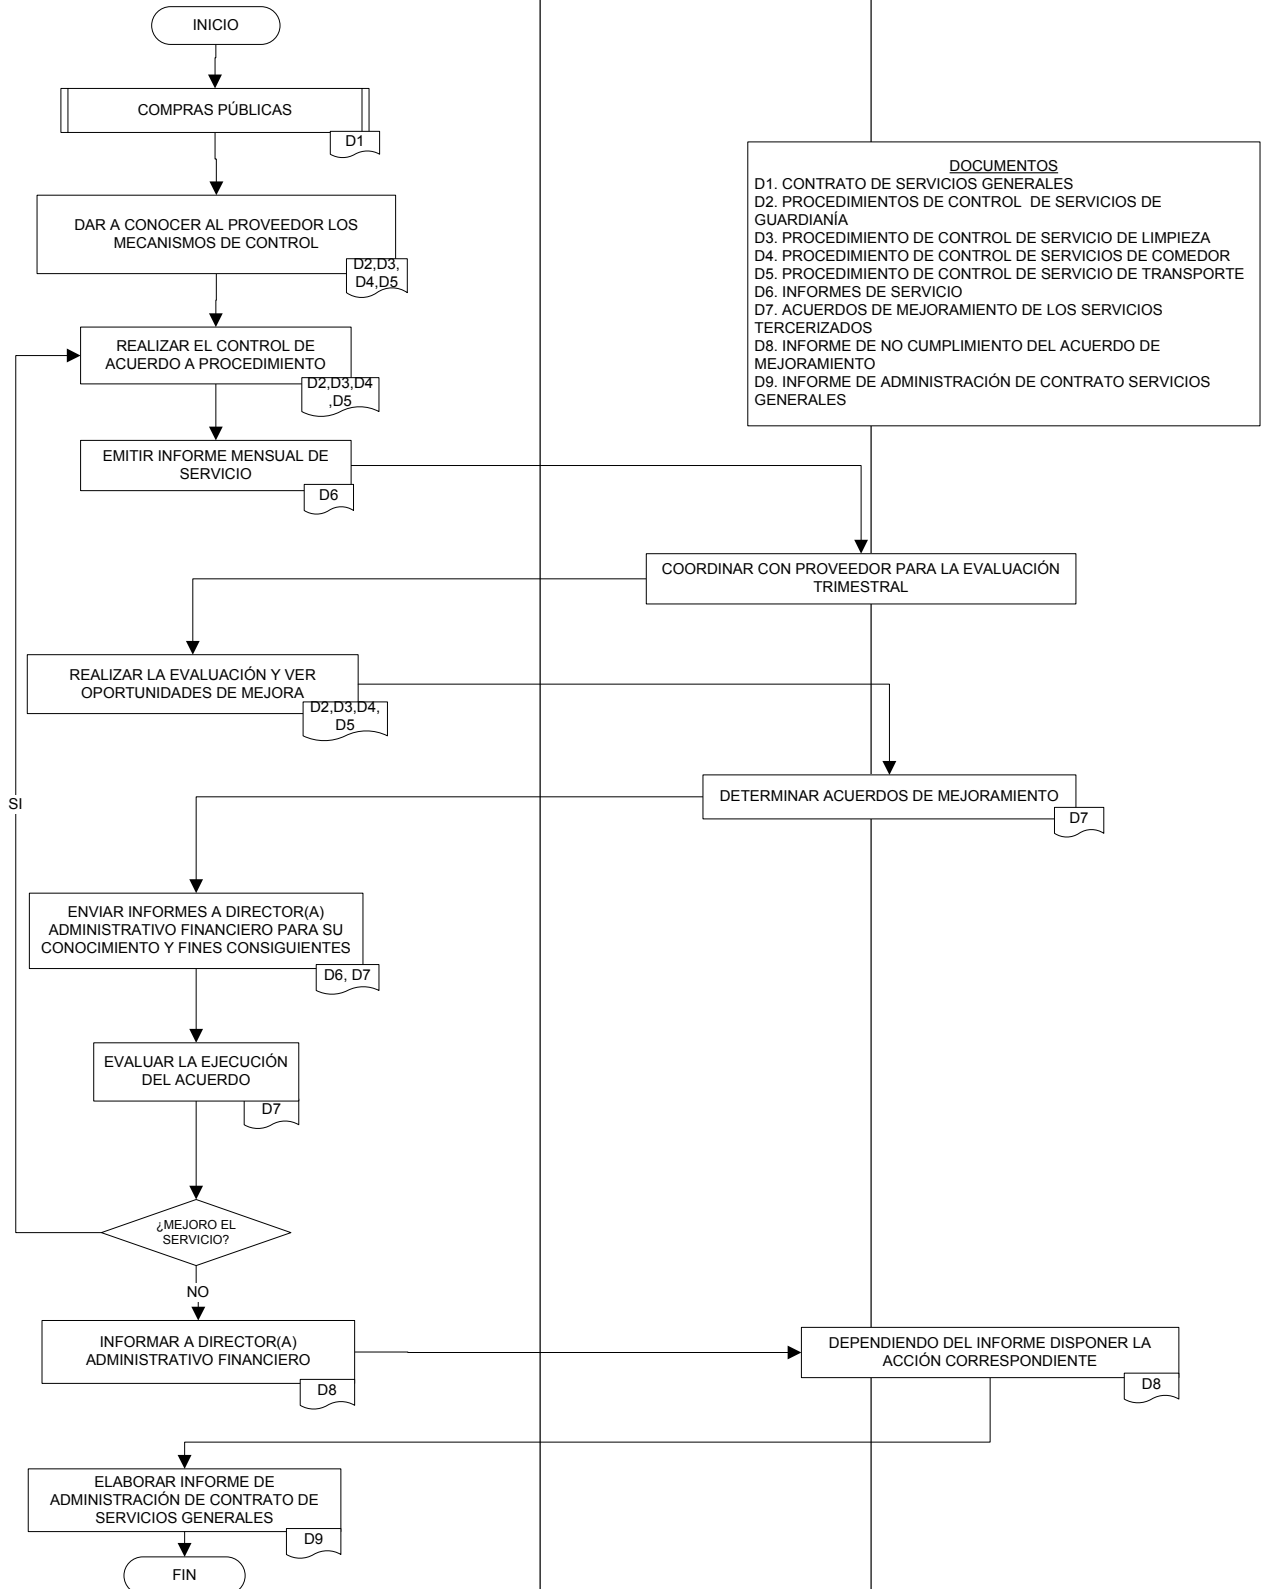 INICIO
COMPRAS PÚBLICAS
D1
DOCUMENTOS
D1. CONTRATO DE SERVICIOS GENERALES
D2. PROCEDIMIENTOS DE CONTROL DE SERVICIOS DE
GUARDIANÍA
D3. PROCEDIMIENTO DE CONTROL DE SERVICIO DE LIMPIEZA
D4. PROCEDIMIENTO DE CONTROL DE SERVICIOS DE COMEDOR
D5. PROCEDIMIENTO DE CONTROL DE SERVICIO DE TRANSPORTE
D6. INFORMES DE SERVICIO
D7. ACUERDOS DE MEJORAMIENTO DE LOS SERVICIOS
TERCERIZADOS
D8. INFORME DE NO CUMPLIMIENTO DEL ACUERDO DE
MEJORAMIENTO
D9. INFORME DE ADMINISTRACIÓN DE CONTRATO SERVICIOS
GENERALES
DAR A CONOCER AL PROVEEDOR LOS
MECANISMOS DE CONTROL
D2,D3,
D4,D5
REALIZAR EL CONTROL DE
ACUERDO A PROCEDIMIENTO
D2,D3,D4
,D5
EMITIR INFORME MENSUAL DE
SERVICIO
D6
COORDINAR CON PROVEEDOR PARA LA EVALUACIÓN
TRIMESTRAL
REALIZAR LA EVALUACIÓN Y VER
OPORTUNIDADES DE MEJORA
D2,D3,D4,
D5
DETERMINAR ACUERDOS DE MEJORAMIENTO
D7
SI
ENVIAR INFORMES A DIRECTOR(A)
ADMINISTRATIVO FINANCIERO PARA SU
CONOCIMIENTO Y FINES CONSIGUIENTES
D6, D7
EVALUAR LA EJECUCIÓN
DEL ACUERDO
D7
¿MEJORO EL
SERVICIO?
NO
INFORMAR A DIRECTOR(A)
ADMINISTRATIVO FINANCIERO
D8
DEPENDIENDO DEL INFORME DISPONER LA
ACCIÓN CORRESPONDIENTE
D8
ELABORAR INFORME DE
ADMINISTRACIÓN DE CONTRATO DE
SERVICIOS GENERALES
D9
FIN